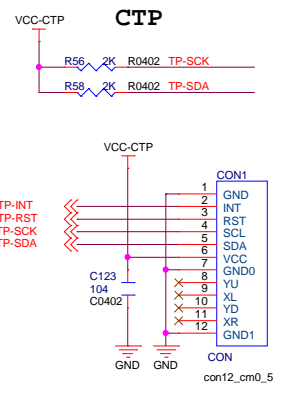 CTP
VCC-CTP
R56 2K R0402 TP-SCK
R58 2K R0402 TP-SDA
VCC-CTP
CON1
1 GND
TP-INT 2 INT
TP-RST 3 RST
TP-SCK 4 SCL
TP-SDA 5 SDA
6 VCC
7 GND0
8 YU
9 XL
10 YD
11 XR
12 GND1
C123
104
C0402
GND GND
CON
con12_cm0_5